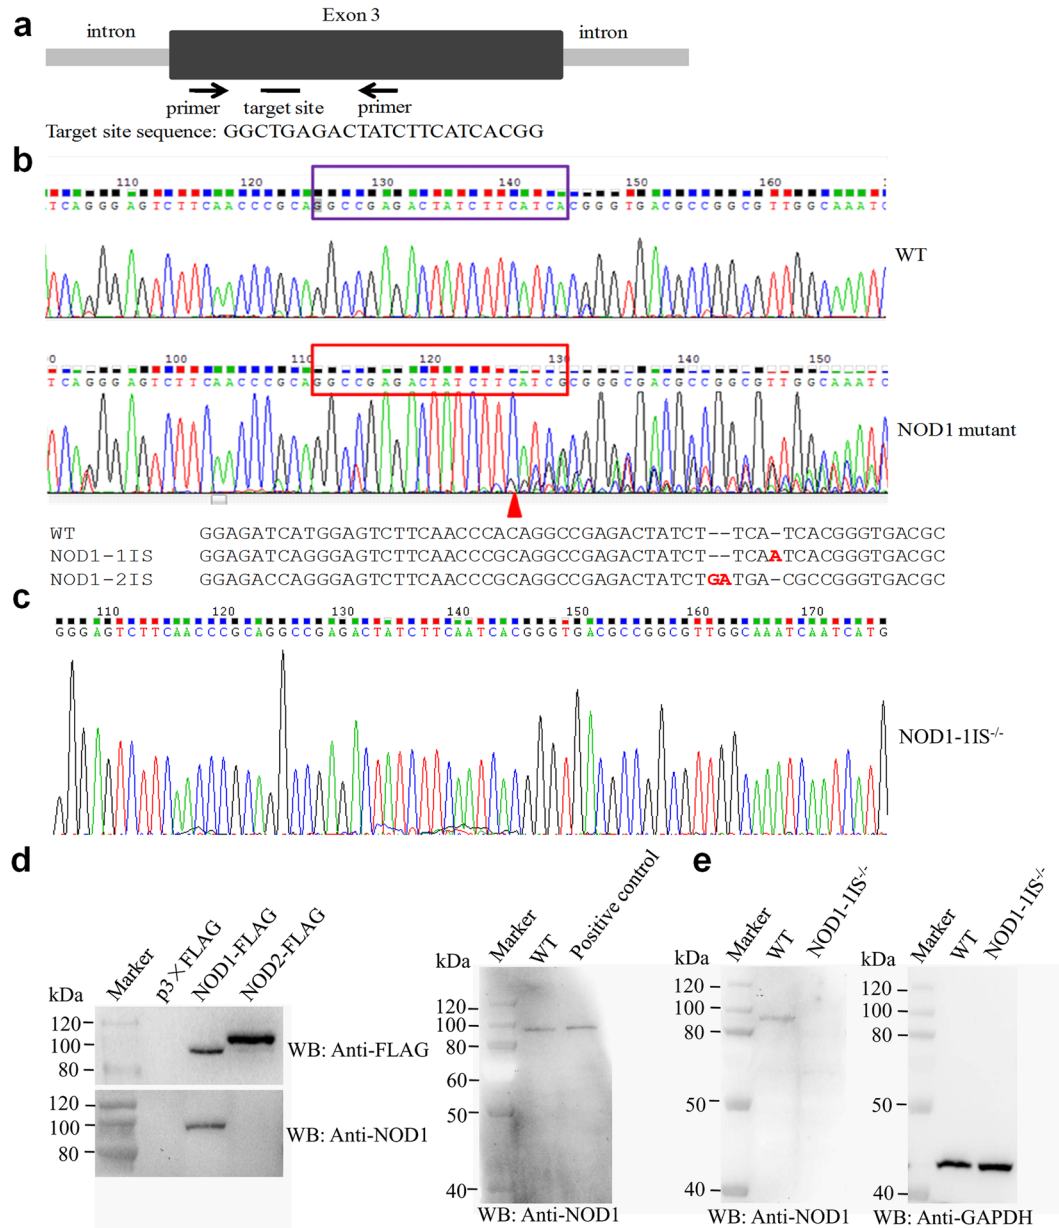 a
Exon 3
intron
intron
primer
target site
primer
Target site sequence: GGCTGAGACTATCTTCATCACGG
b
110 120 130 140 150 160
TCAGGGAGTCTTCAACCCGCAGGCCGAGACTATCTTCATCACGGGTGACGCCGGCGTTGGCAAATC
WT
100 110 120 130 140 150
TCAGGGAGTCTTCAACCCGCAGGCCGAGACTATCTTCATCGCGGGCGACGCCGGCGTTGGCAAATC
NOD1 mutant
WT GGAGATCATGGAGTCTTCAACCCACAGGCCGAGACTATCT--TCA-TCACGGGTGACGC
NOD1-1IS GGAGATCAGGGAGTCTTCAACCCGCAGGCCGAGACTATCT--TCAATCACGGGTGACGC
NOD1-2IS GGAGACCAGGGAGTCTTCAACCCGCAGGCCGAGACTATCTGATGA-CGCCGGGTGACGC
c
110 120 130 140 150 160 170
GGGAGTCTTCAACCCGCAGGCCGAGACTATCTTCAATCACGGGTGACGCCGGCGTTGGCAAATCAATCATG
NOD1-1IS-/-
d
kDa
Marker
p3×FLAG
NOD1-FLAG
NOD2-FLAG
120
100
80
WB: Anti-FLAG
120
100
80
WB: Anti-NOD1
kDa
Marker
WT
Positive control
120
100
80
60
50
40
WB: Anti-NOD1
e
kDa
Marker
WT
NOD1-1IS-/-
120
100
80
50
40
WB: Anti-NOD1
kDa
Marker
WT
NOD1-1IS-/-
120
100
80
50
40
WB: Anti-GAPDH